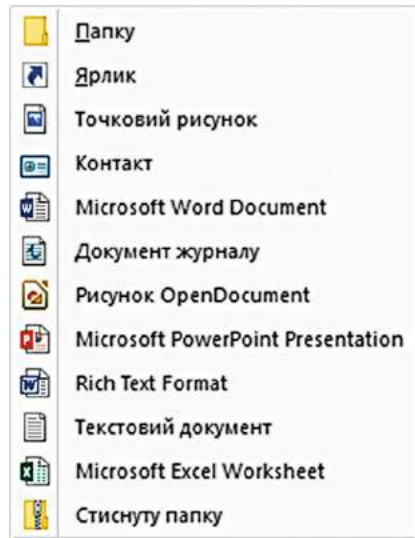 Папку
Ярлик
Точковий рисунок
Контакт
Microsoft Word Document
Документ журналу
Рисунок OpenDocument
Microsoft PowerPoint Presentation
Rich Text Format
Текстовий документ
Microsoft Excel Worksheet
Стиснуту папку